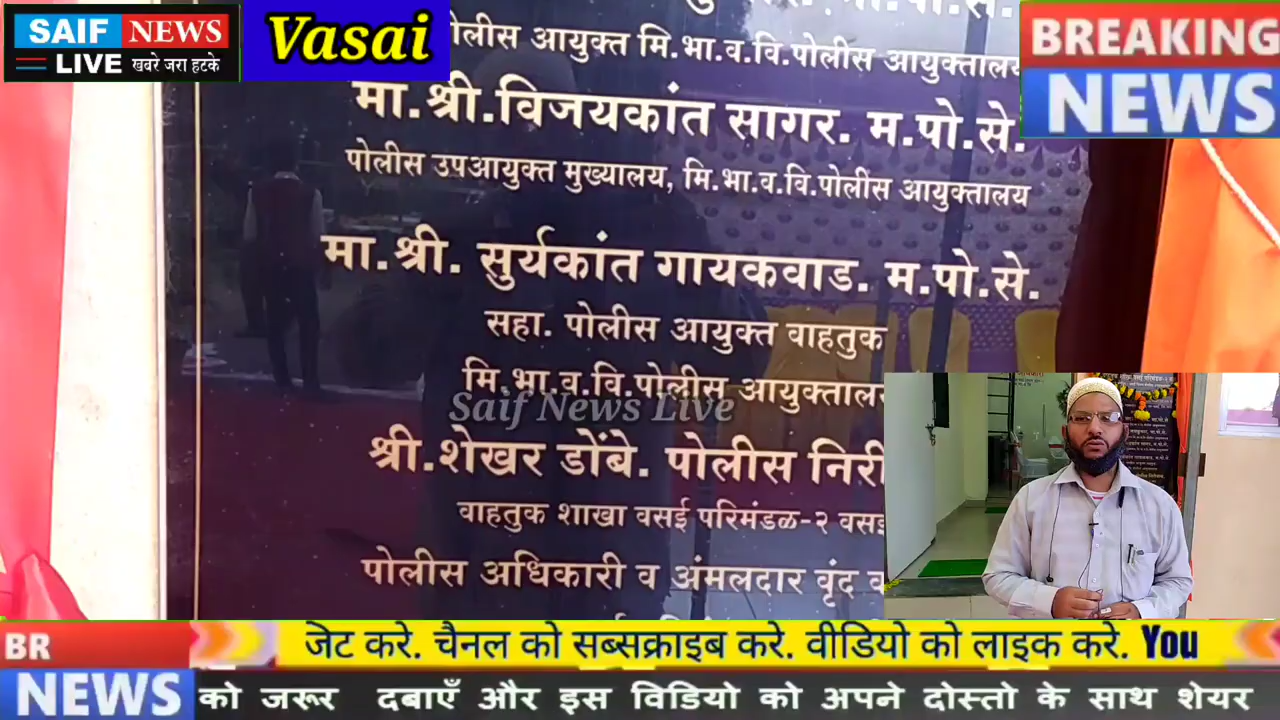 SAIF NEWS
LIVE खबरे जरा हटके
Vasai
BREAKING
NEWS
पोलीस आयुक्त मि.भा.व.वि.पोलीस आयुक्तालय
मा.श्री.विजयकांत सागर. म.पो.से.
पोलीस उपआयुक्त मुख्यालय, मि.भा.व.वि.पोलीस आयुक्तालय
मा.श्री. सुर्यकांत गायकवाड. म.पो.से.
सहा. पोलीस आयुक्त वाहतुक
मि.भा.व.वि.पोलीस आयुक्ताल
Saif News Live
श्री.शेखर डोंबे. पोलीस निरी
वाहतुक शाखा वसई परिमंडळ-२ वसई
पोलीस अधिकारी व अंमलदार वृंद व
BR
NEWS
जेट करे. चैनल को सब्सक्राइब करे. वीडियो को लाइक करे. You
को जरूर दबाएँ और इस विडियो को अपने दोस्तो के साथ शेयर